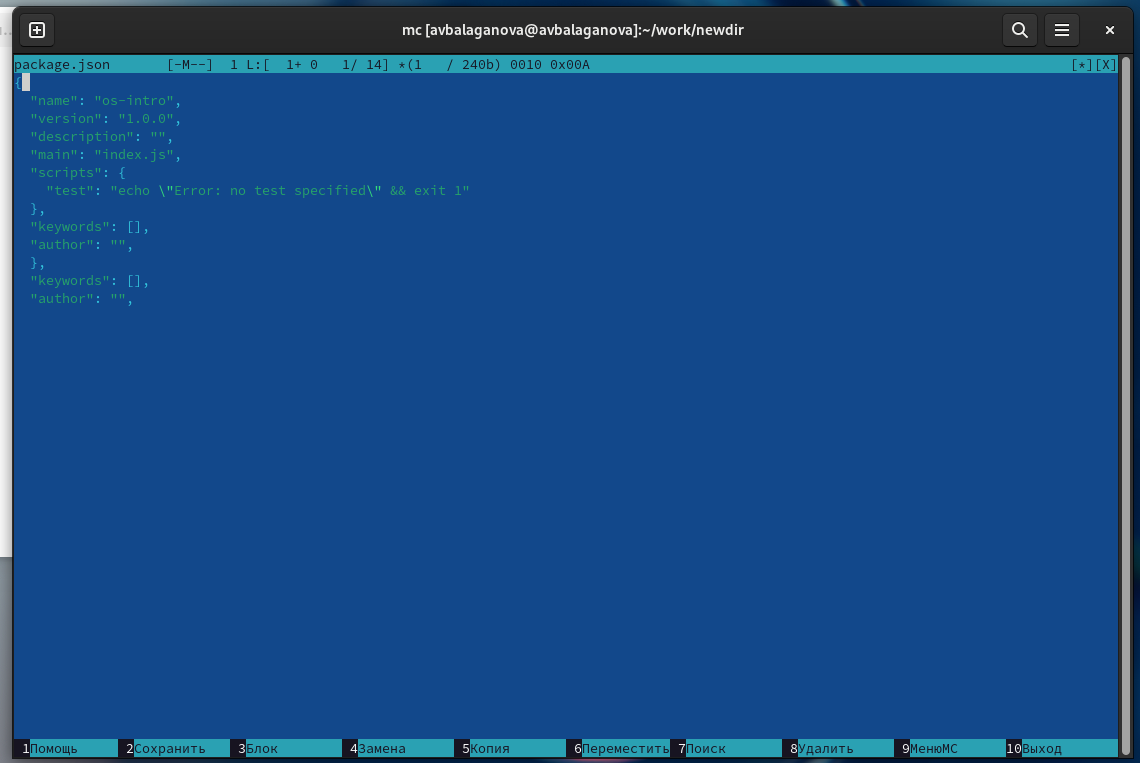 mc [avbalaganova@avbalaganova]:~/work/newdir
package.json       [-M--]  1 L:[  1+ 0   1/ 14] *(1   / 240b) 0010 0x00A                                                            [*][X]
{
  "name": "os-intro",
  "version": "1.0.0",
  "description": "",
  "main": "index.js",
  "scripts": {
    "test": "echo \"Error: no test specified\" && exit 1"
  },
  "keywords": [],
  "author": "",
  },
  "keywords": [],
  "author": "",
1Помощь 2Сохранить 3Блок 4Замена 5Копия 6Переместить 7Поиск 8Удалить 9МенюМС 10Выход